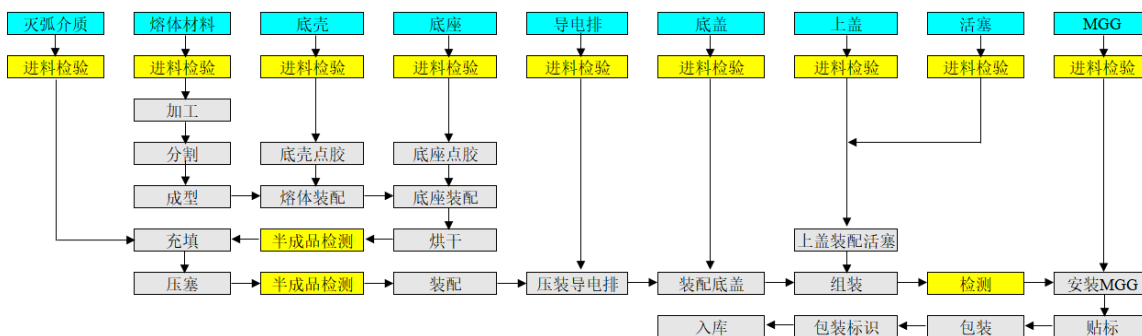 灭弧介质
熔体材料
底壳
底座
导电排
底盖
上盖
活塞
MGG
进料检验
进料检验
进料检验
进料检验
进料检验
进料检验
进料检验
进料检验
进料检验
加工
分割
底壳点胶
底座点胶
成型
熔体装配
底座装配
充填
半成品检测
烘干
上盖装配活塞
压塞
半成品检测
装配
压装导电排
装配底盖
组装
检测
安装MGG
入库
包装标识
包装
贴标